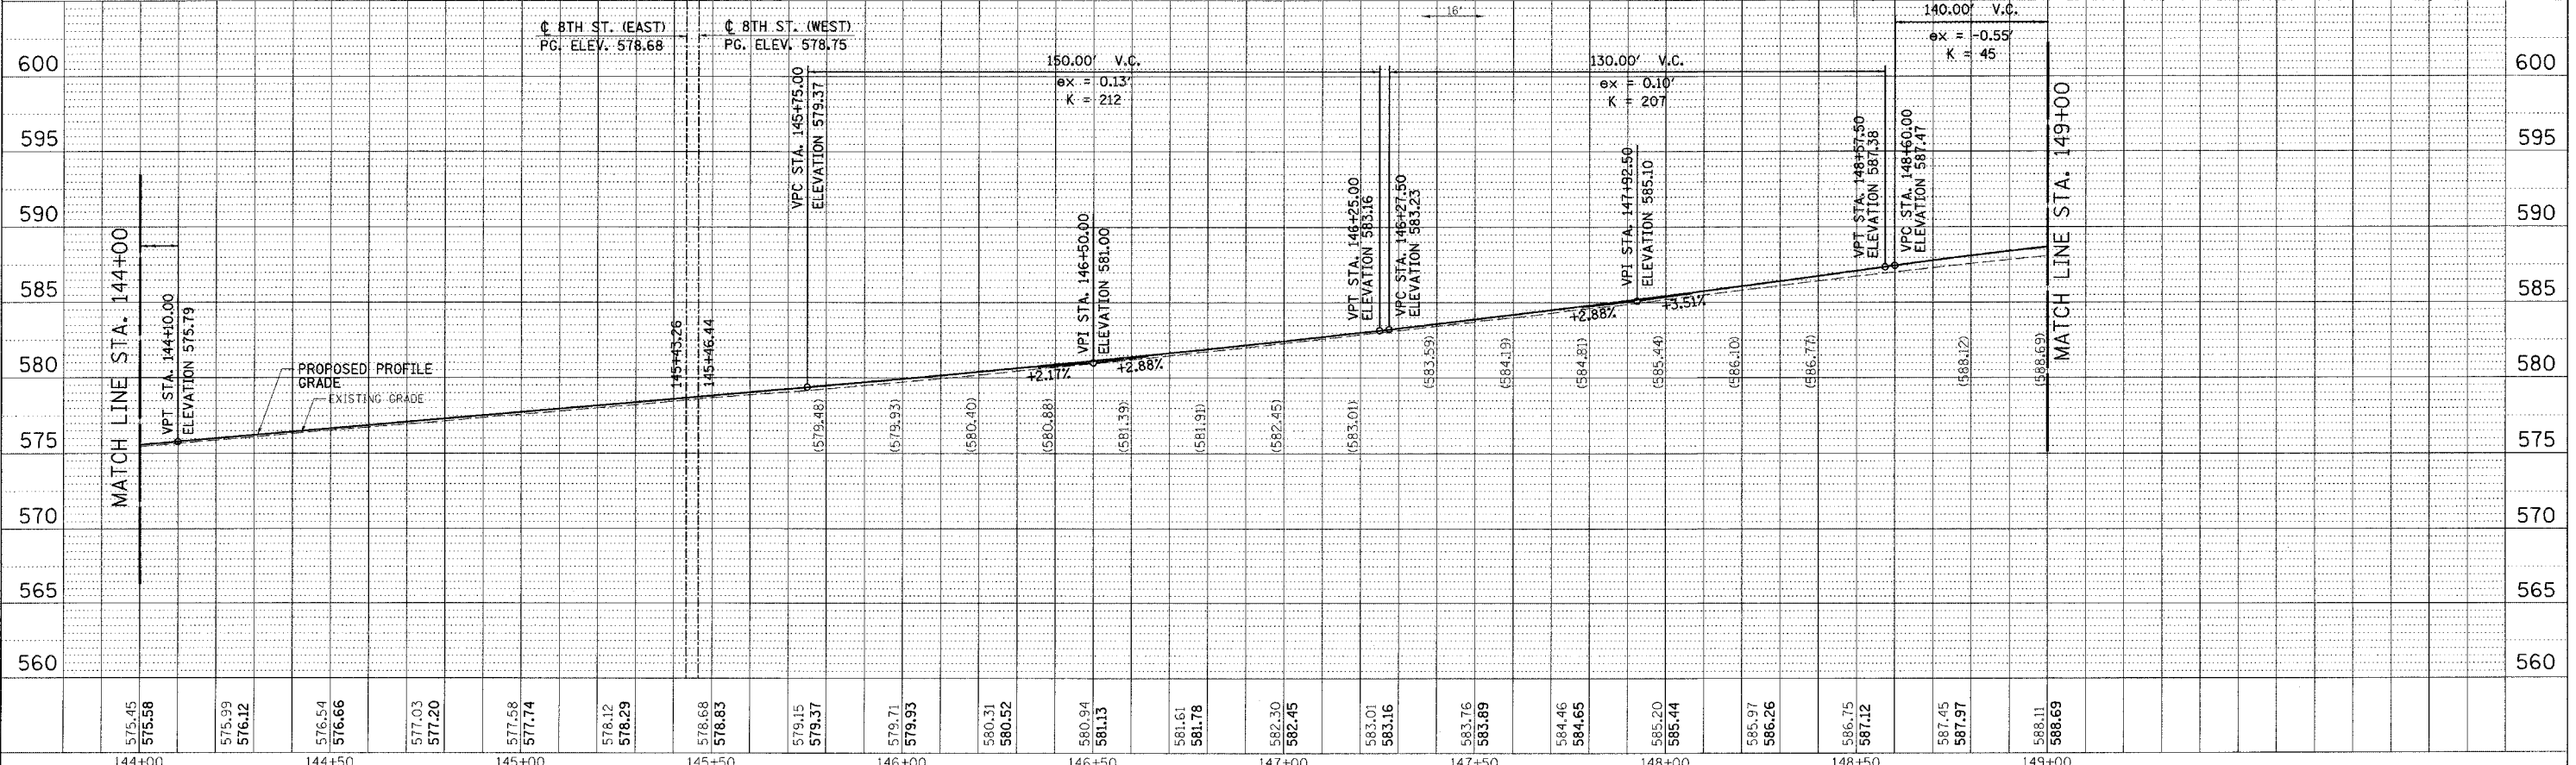 ℄ 8TH ST. (EAST)
PG. ELEV. 578.68
℄ 8TH ST. (WEST)
PG. ELEV. 578.75
16'
140.00' V.C.
ex = -0.55'
K = 45
150.00' V.C.
ex = 0.13'
K = 212
130.00' V.C.
ex = 0.10'
K = 207
600
595
590
585
580
575
570
565
560
600
595
590
585
580
575
570
565
560
MATCH LINE STA. 144+00
VPT STA. 144+10.00
ELEVATION 575.79
PROPOSED PROFILE
GRADE
EXISTING GRADE
145+43.26
145+46.44
VPC STA. 145+75.00
ELEVATION 579.37
VPI STA. 146+50.00
ELEVATION 581.00
+2.17%
+2.88%
VPT STA. 146+25.00
ELEVATION 583.16
VPC STA. 146+27.50
ELEVATION 583.23
VPI STA. 147+92.50
ELEVATION 585.10
+2.88%
+3.51%
VPT STA. 148+57.50
ELEVATION 587.38
VPC STA. 148+60.00
ELEVATION 587.47
MATCH LINE STA. 149+00
(579.48)
(579.93)
(580.40)
(580.88)
(581.39)
(581.91)
(582.45)
(583.01)
(583.59)
(584.19)
(584.81)
(585.44)
(586.10)
(586.77)
(588.12)
(588.69)
575.45
575.58
575.99
576.12
576.54
576.66
577.03
577.20
577.58
577.74
578.12
578.29
578.68
578.83
579.15
579.37
579.71
579.93
580.31
580.52
580.94
581.13
581.61
581.78
582.30
582.45
583.01
583.16
583.76
583.89
584.46
584.65
585.20
585.44
585.97
586.26
586.75
587.12
587.45
587.97
588.11
588.69
144+00
144+50
145+00
145+50
146+00
146+50
147+00
147+50
148+00
148+50
149+00